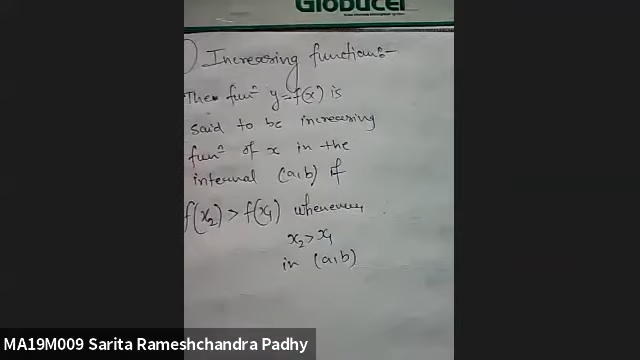 Globucel
) Increasing function:-
The funⁿ y=f(x) is
said to be increasing
funⁿ of x in the
internal (a,b) if
f(x₂) > f(x₁) whenever
x₂ > x₁
in (a,b)
MA19M009 Sarita Rameshchandra Padhy